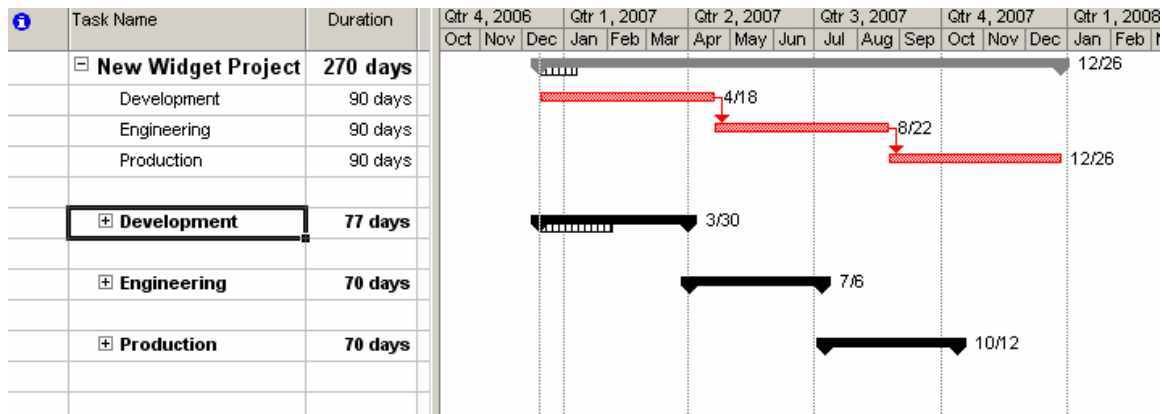 Task Name Duration Qtr 4, 2006 Qtr 1, 2007 Qtr 2, 2007 Qtr 3, 2007 Qtr 4, 2007 Qtr 1, 2008
Oct Nov Dec Jan Feb Mar Apr May Jun Jul Aug Sep Oct Nov Dec Jan Feb
New Widget Project 270 days 12/26
Development 90 days 4/18
Engineering 90 days 8/22
Production 90 days 12/26
Development 77 days 3/30
Engineering 70 days 7/6
Production 70 days 10/12